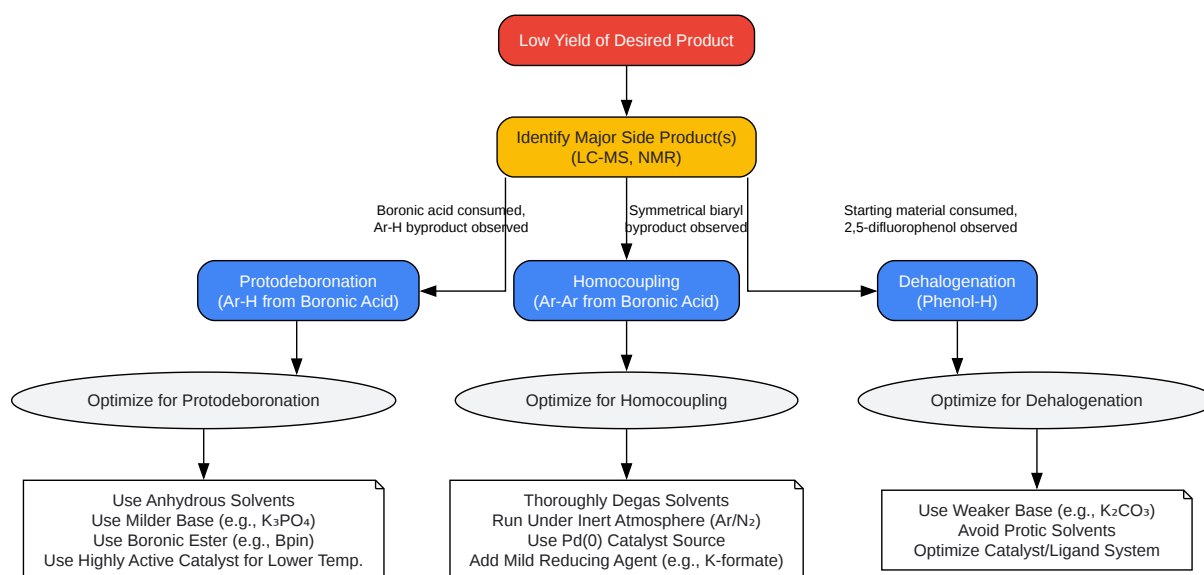 Low Yield of Desired Product
Identify Major Side Product(s)
(LC-MS, NMR)
Boronic acid consumed,
Ar-H byproduct observed
Symmetrical biaryl
byproduct observed
Starting material consumed,
2,5-difluorophenol observed
Protodeboronation
(Ar-H from Boronic Acid)
Homocoupling
(Ar-Ar from Boronic Acid)
Dehalogenation
(Phenol-H)
Optimize for Protodeboronation
Optimize for Homocoupling
Optimize for Dehalogenation
Use Anhydrous Solvents
Use Milder Base (e.g., K₃PO₄)
Use Boronic Ester (e.g., Bpin)
Use Highly Active Catalyst for Lower Temp.
Thoroughly Degas Solvents
Run Under Inert Atmosphere (Ar/N₂)
Use Pd(0) Catalyst Source
Add Mild Reducing Agent (e.g., K-formate)
Use Weaker Base (e.g., K₂CO₃)
Avoid Protic Solvents
Optimize Catalyst/Ligand System